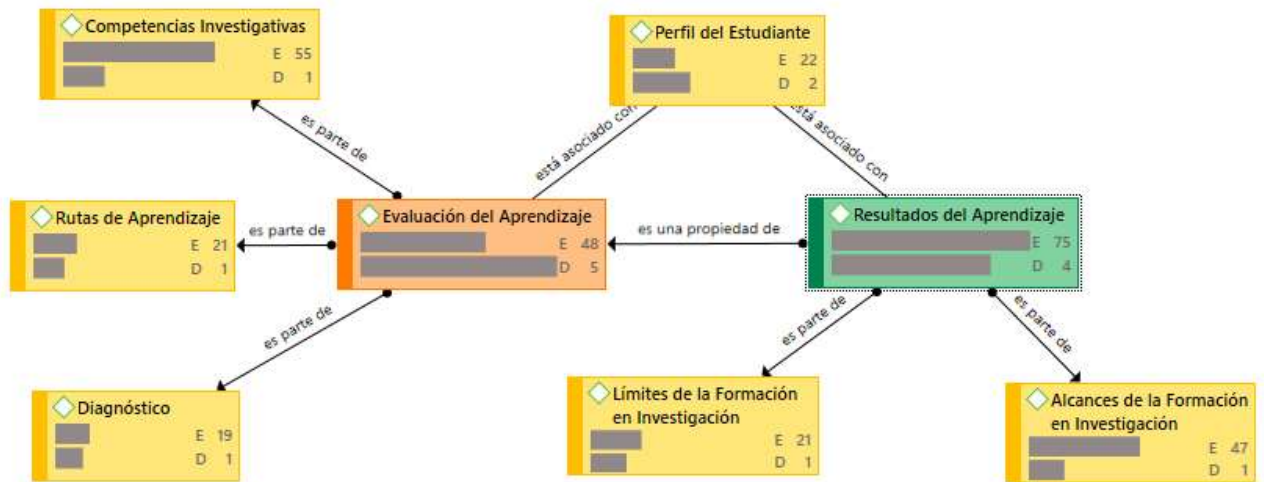 Competencias Investigativas
E 55
D 1
Perfil del Estudiante
E 22
D 2
es parte de
está asociado con
está asociado con
Rutas de Aprendizaje
E 21
D 1
es parte de
Evaluación del Aprendizaje
E 48
D 5
es una propiedad de
Resultados del Aprendizaje
E 75
D 4
es parte de
es parte de
es parte de
Diagnóstico
E 19
D 1
Límites de la Formación
en Investigación
E 21
D 1
Alcances de la Formación
en Investigación
E 47
D 1